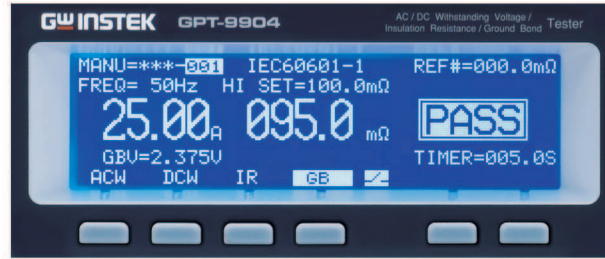 GW INSTEK GPT-9904
AC / DC Withstanding Voltage /
Insulation Resistance / Ground Bond Tester
MANU=***-001 IEC60601-1 REF#=000.0mΩ
FREQ= 50Hz HI SET=100.0mΩ
25.00A 095.0 mΩ PASS
GBV=2.375V TIMER=005.0S
ACW DCW IR GB